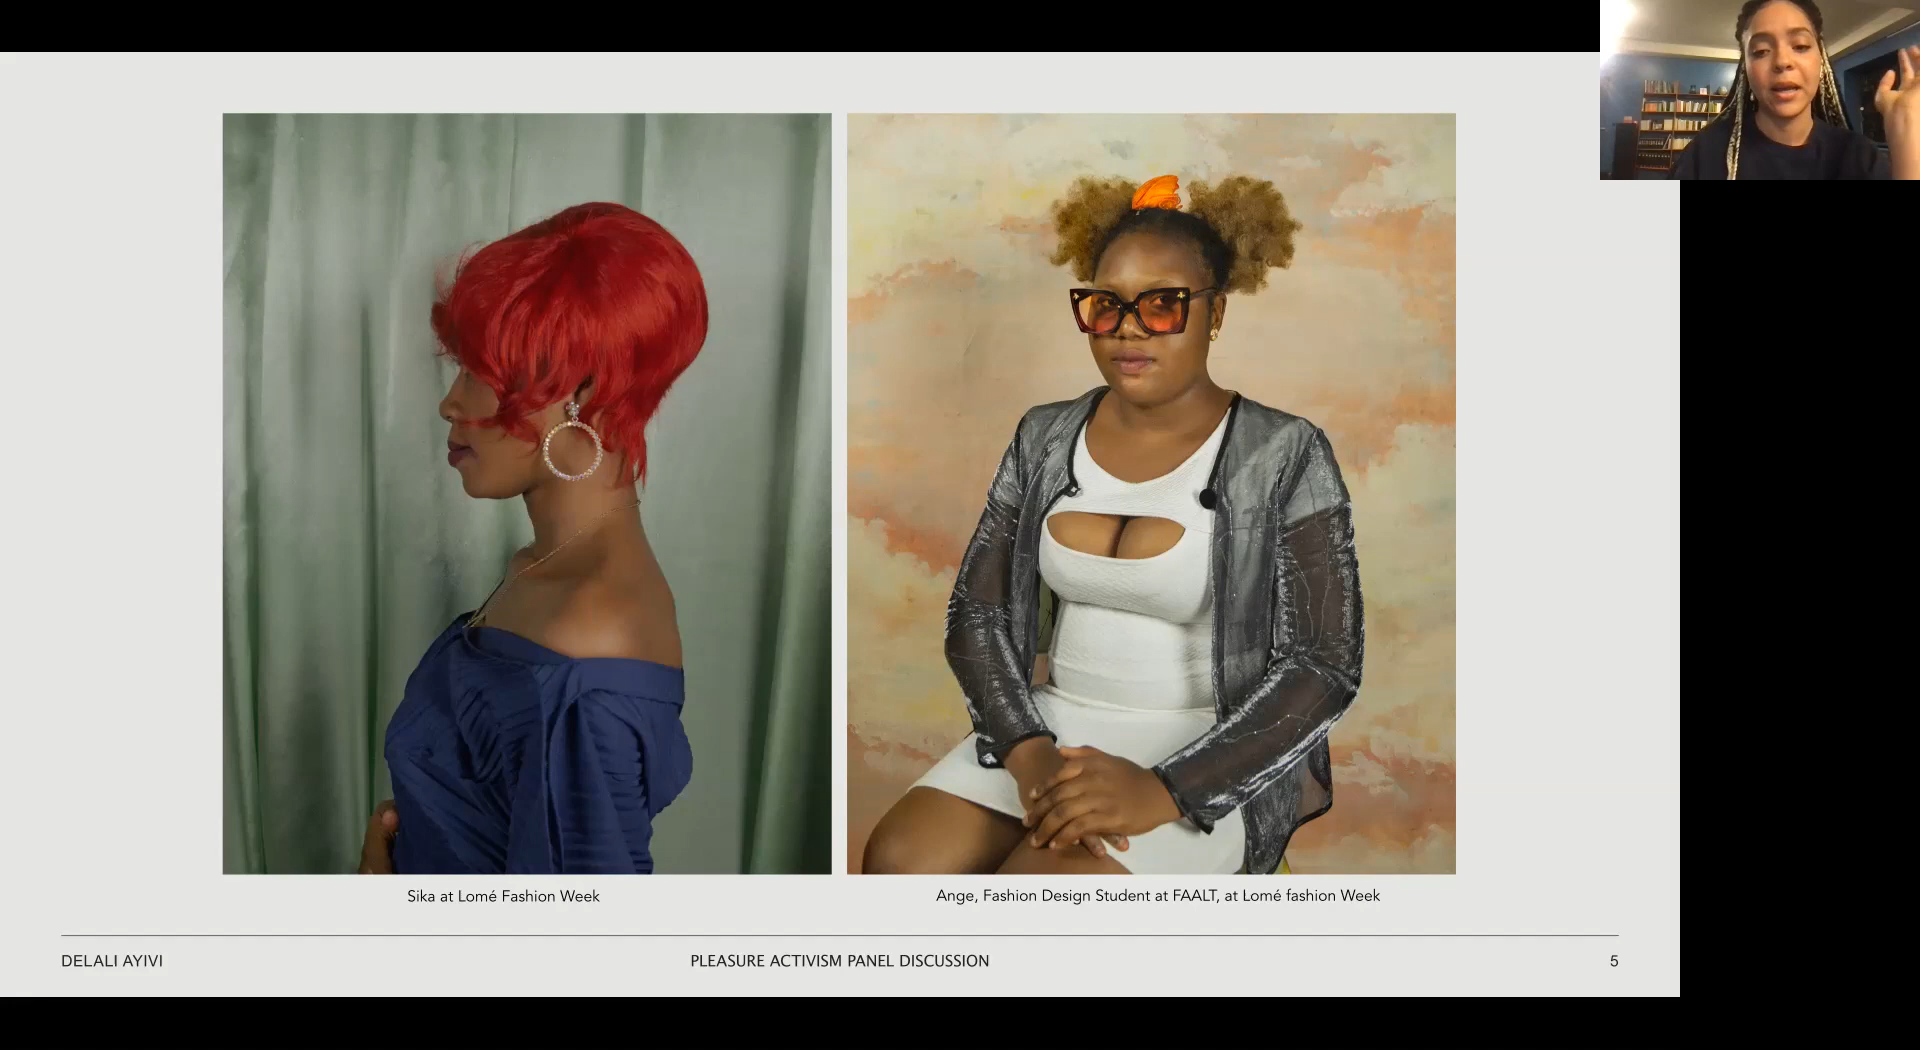 Sika at Lomé Fashion Week
Ange, Fashion Design Student at FAALT, at Lomé fashion Week
DELALI AYIVI
PLEASURE ACTIVISM PANEL DISCUSSION
5